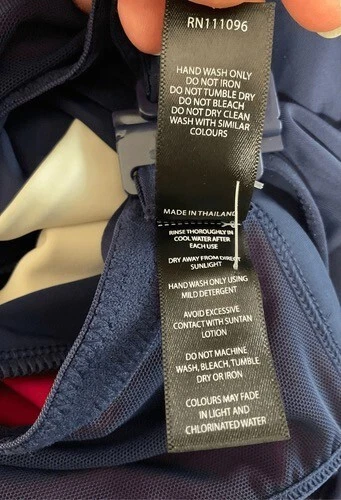 RN111096
HAND WASH ONLY
DO NOT IRON
DO NOT TUMBLE DRY
DO NOT BLEACH
DO NOT DRY CLEAN
WASH WITH SIMILAR
COLOURS
MADE IN THAILAND
RINSE THOROUGHLY IN
COOL WATER AFTER
EACH USE
DRY AWAY FROM DIRECT
SUNLIGHT
HAND WASH ONLY USING
MILD DETERGENT
AVOID EXCESSIVE
CONTACT WITH SUNTAN
LOTION
DO NOT MACHINE
WASH, BLEACH, TUMBLE
DRY OR IRON
COLOURS MAY FADE
IN LIGHT AND
CHLORINATED WATER